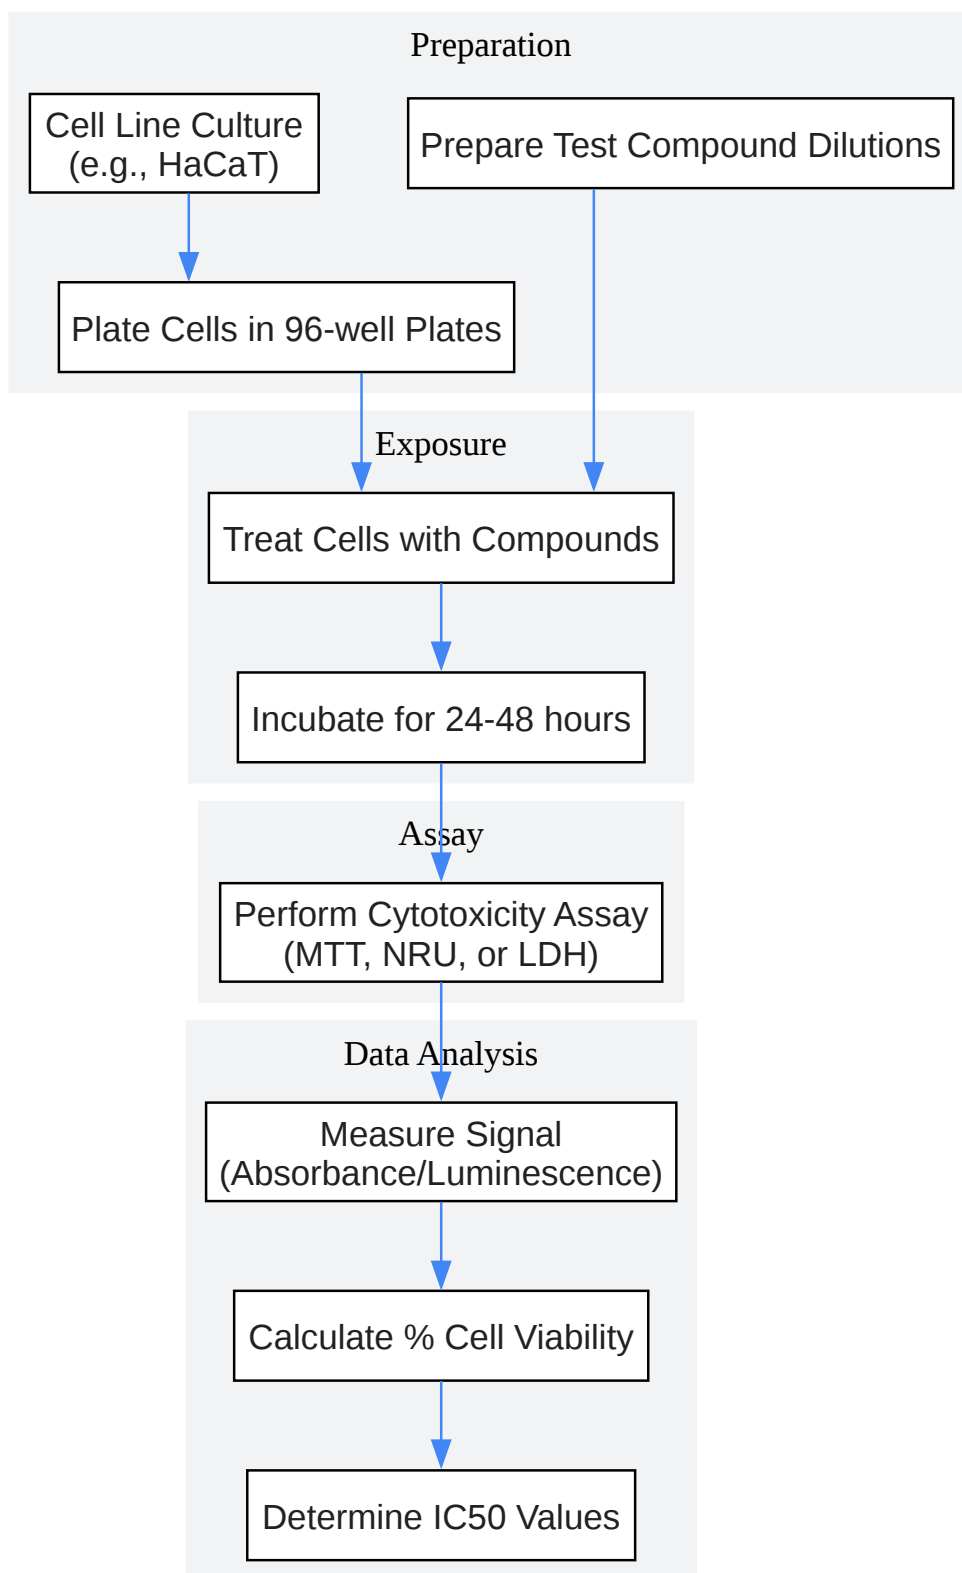 Preparation
Cell Line Culture
(e.g., HaCaT)
Prepare Test Compound Dilutions
Plate Cells in 96-well Plates
Exposure
Treat Cells with Compounds
Incubate for 24-48 hours
Assay
Perform Cytotoxicity Assay
(MTT, NRU, or LDH)
Data Analysis
Measure Signal
(Absorbance/Luminescence)
Calculate % Cell Viability
Determine IC50 Values